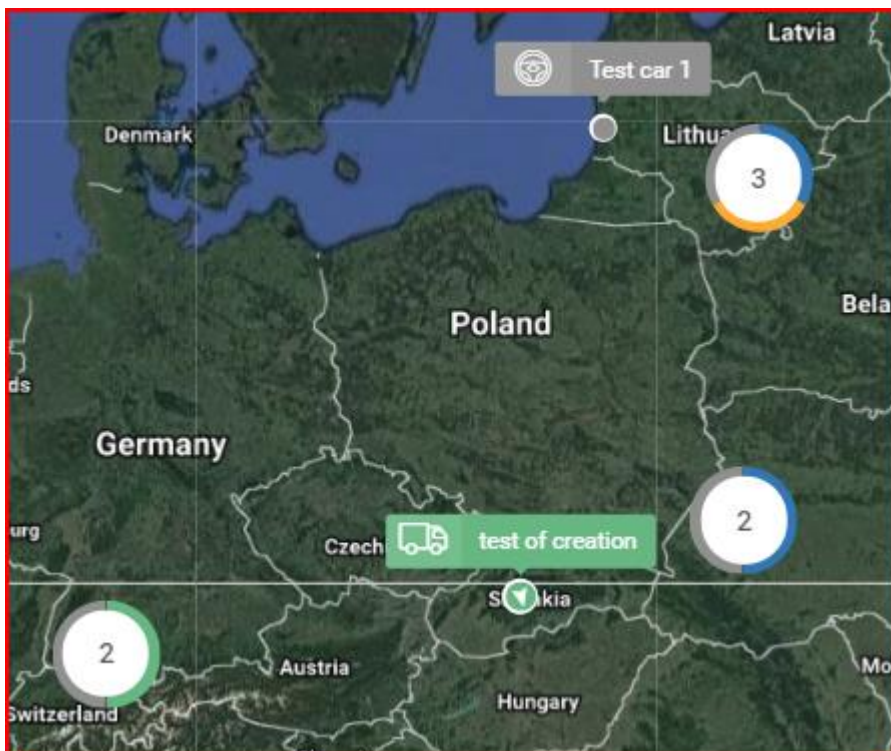 Latvia
Test car 1
Denmark
Lithua
3
Poland
Bela
ds
Germany
2
urg
test of creation
Czech
Sl kia
2
Austria
Mo
Hungary
Switzerland